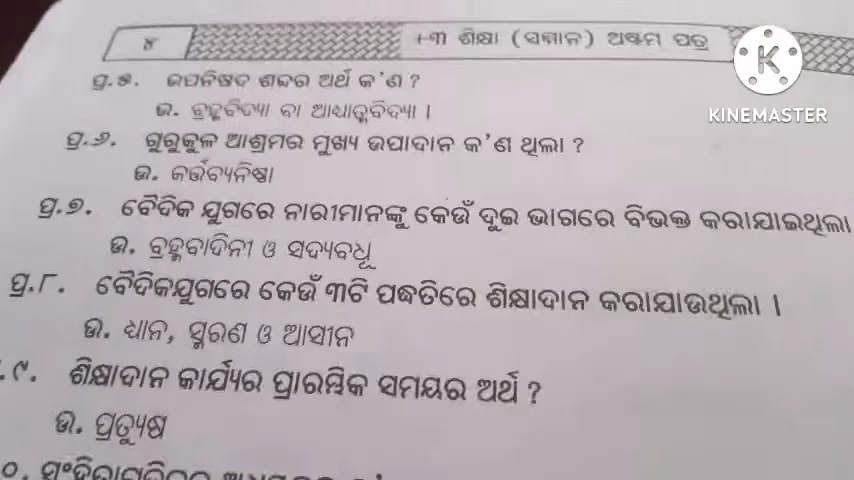 ୪ +୩ ଶିକ୍ଷା (ସମ୍ମାନ) ଅଷ୍ଟମ ପତ୍ର
KINEMASTER
ପ୍ର.୫. ଉପନିଷଦ ଶବ୍ଦର ଅର୍ଥ କ'ଣ ?
ଉ. ବ୍ରହ୍ମବିଦ୍ୟା ବା ଆଧ୍ୟାତ୍ମବିଦ୍ୟା ।
ପ୍ର.୬. ଗୁରୁକୁଳ ଆଶ୍ରମର ମୁଖ୍ୟ ଉପାଦାନ କ'ଣ ଥିଲା ?
ଉ. କର୍ତ୍ତବ୍ୟନିଷ୍ଠା
ପ୍ର.୭. ବୈଦିକ ଯୁଗରେ ନାରୀମାନଙ୍କୁ କେଉଁ ଦୁଇ ଭାଗରେ ବିଭକ୍ତ କରାଯାଇଥିଲା
ଉ. ବ୍ରହ୍ମବାଦିନୀ ଓ ସଦ୍ୟବଧୂ
ପ୍ର.୮. ବୈଦିକଯୁଗରେ କେଉଁ ୩ଟି ପଦ୍ଧତିରେ ଶିକ୍ଷାଦାନ କରାଯାଉଥିଲା ।
ଉ. ଧ୍ୟାନ, ସ୍ମରଣ ଓ ଆସୀନ
.୯. ଶିକ୍ଷାଦାନ କାର୍ଯ୍ୟର ପ୍ରାରମ୍ଭିକ ସମୟର ଅର୍ଥ ?
ଉ. ପ୍ରତ୍ୟୁଷ